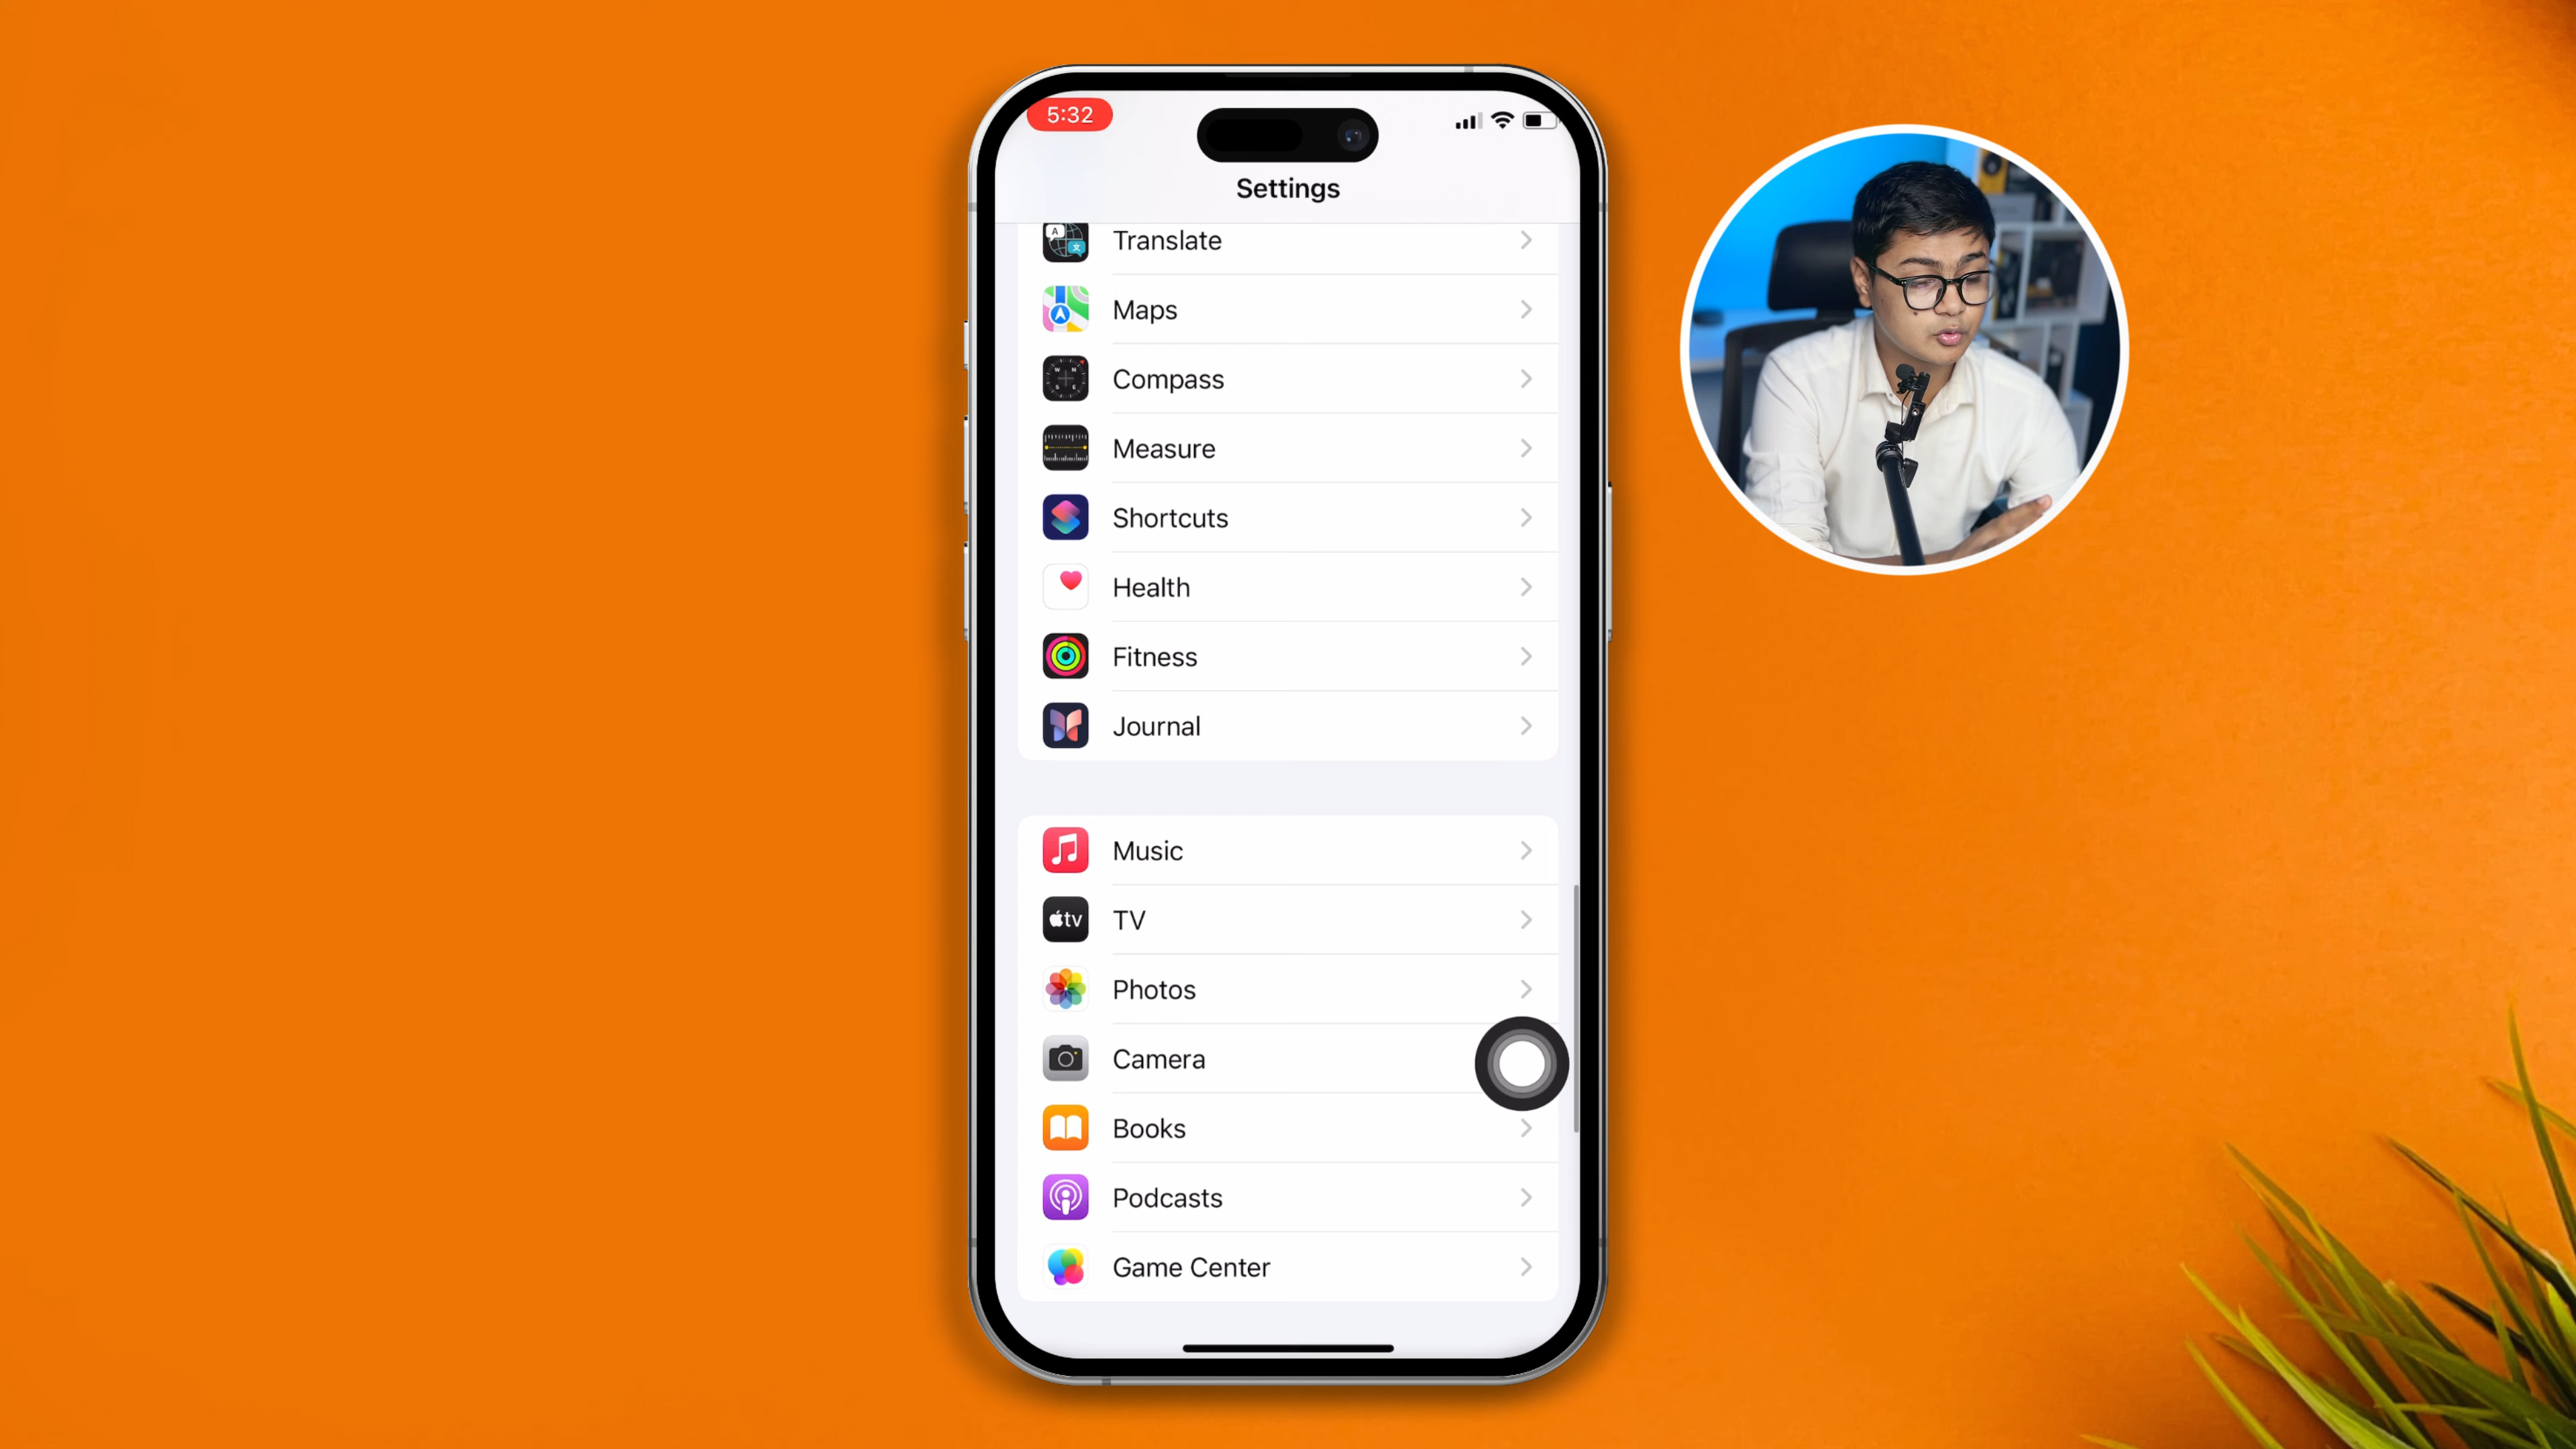 5:32
Settings
Translate
Maps
Compass
Measure
Shortcuts
Health
Fitness
Journal
Music
tv
TV
Photos
Camera
Books
Podcasts
Game Center